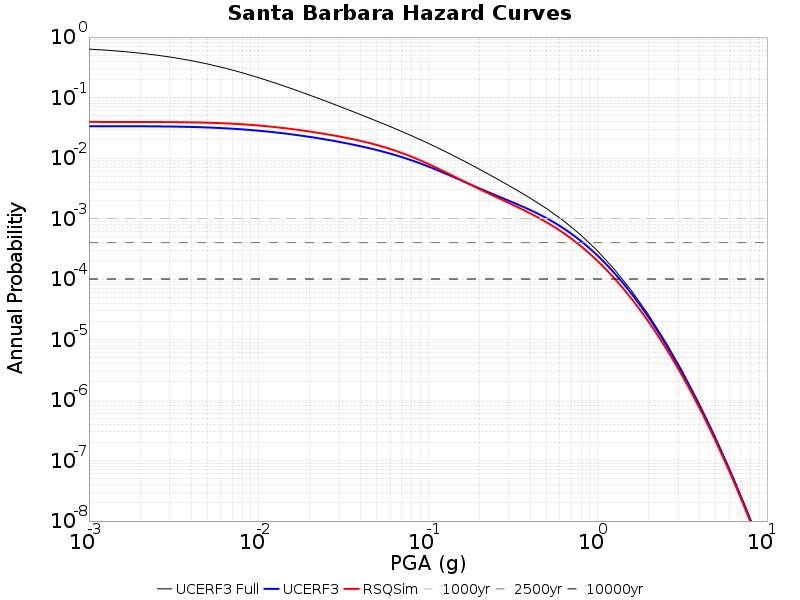 Santa Barbara Hazard Curves
10^0
10^-1
10^-2
10^-3
10^-4
10^-5
10^-6
10^-7
10^-8
Annual Probabilitiy
10^-3 10^-2 10^-1 10^0 10^1
PGA (g)
UCERF3 Full UCERF3 RSQSim 1000yr 2500yr 10000yr